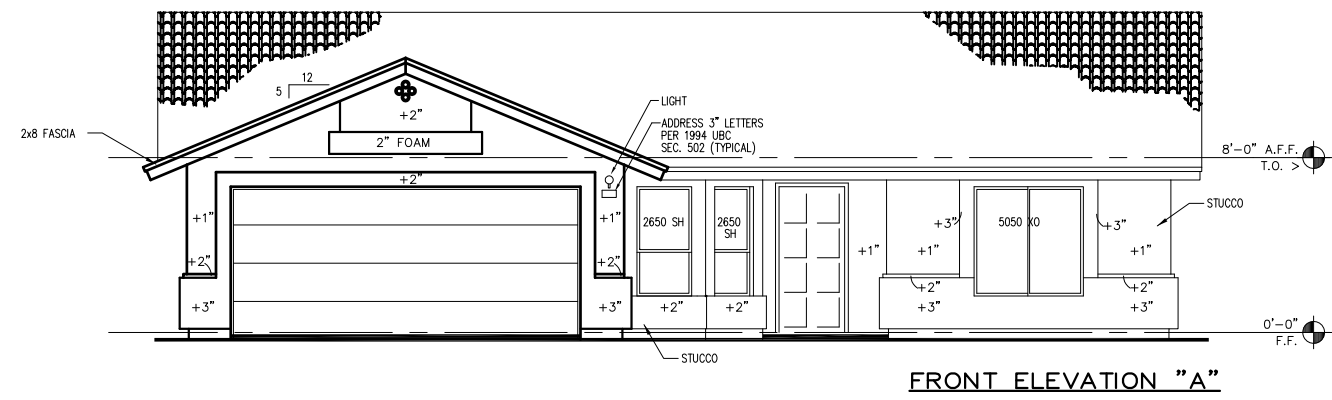 12
5
+2"
2" FOAM
LIGHT
ADDRESS 3" LETTERS
PER 1994 UBC
SEC. 502 (TYPICAL)
2x8 FASCIA
8'-0" A.F.F.
T.O. >
+2"
STUCCO
+1"
+1"
2650 SH
2650
SH
+1"
+3"
+1"
5050 XO
+3"
+1"
+2"
+2"
+2"
+2"
+3"
+3"
+2"
+2"
+3"
+3"
0'-0"
F.F.
STUCCO
FRONT ELEVATION "A"